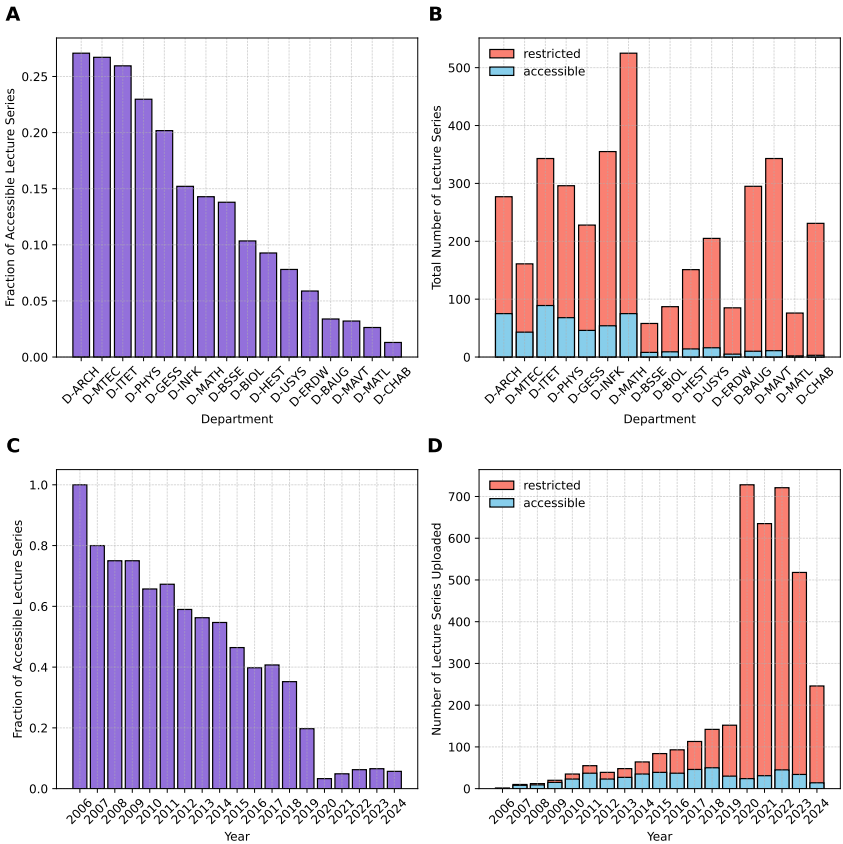 A
Fraction of Accessible Lecture Series
0.25
0.20
0.15
0.10
0.05
0.00
D-ARCH
D-MTEC
D-ITET
D-PHYS
D-GESS
D-INFK
D-MATH
D-BSSE
D-BIOL
D-HEST
D-USYS
D-ERDW
D-BAUG
D-MAVT
D-MATL
D-CHAB
Department
B
Total Number of Lecture Series
restricted
accessible
500
400
300
200
100
0
D-ARCH
D-MTEC
D-ITET
D-PHYS
D-GESS
D-INFK
D-MATH
D-BSSE
D-BIOL
D-HEST
D-USYS
D-ERDW
D-BAUG
D-MAVT
D-MATL
D-CHAB
Department
C
Fraction of Accessible Lecture Series
1.0
0.8
0.6
0.4
0.2
0.0
2006
2007
2008
2009
2010
2011
2012
2013
2014
2015
2016
2017
2018
2019
2020
2021
2022
2023
2024
Year
D
Number of Lecture Series Uploaded
restricted
accessible
700
600
500
400
300
200
100
0
2006
2007
2008
2009
2010
2011
2012
2013
2014
2015
2016
2017
2018
2019
2020
2021
2022
2023
2024
Year